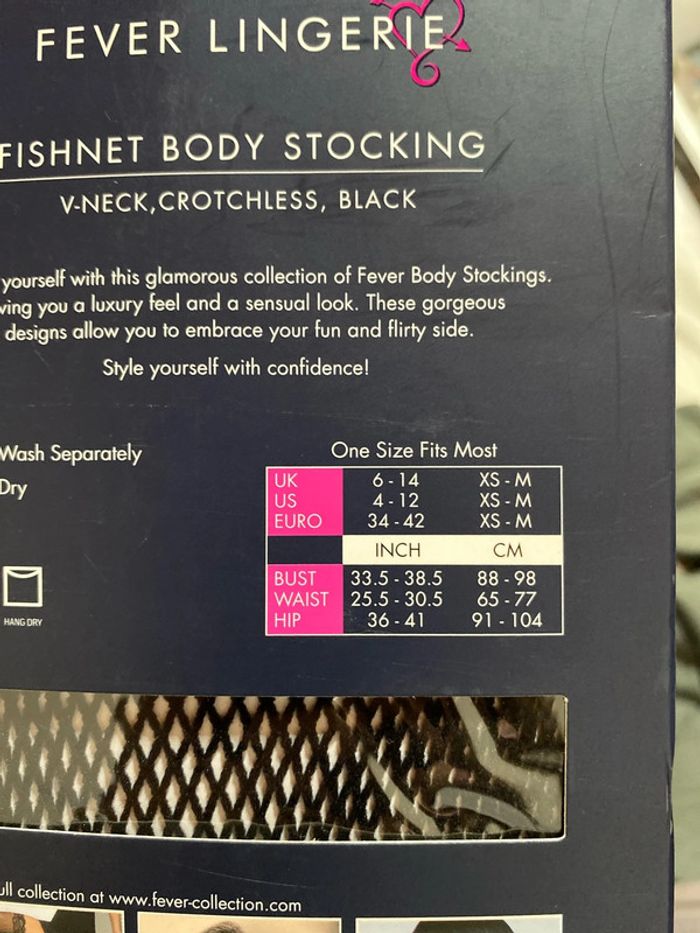 FEVER LINGERIE
FISHNET BODY STOCKING
V-NECK,CROTCHLESS, BLACK
yourself with this glamorous collection of Fever Body Stockings.
ving you a luxury feel and a sensual look. These gorgeous
designs allow you to embrace your fun and flirty side.
Style yourself with confidence!
Wash Separately
Dry
HANG DRY
One Size Fits Most
UK 6 - 14 XS - M
US 4 - 12 XS - M
EURO 34 - 42 XS - M
INCH CM
BUST 33.5 - 38.5 88 - 98
WAIST 25.5 - 30.5 65 - 77
HIP 36 - 41 91 - 104
ull collection at www.fever-collection.com